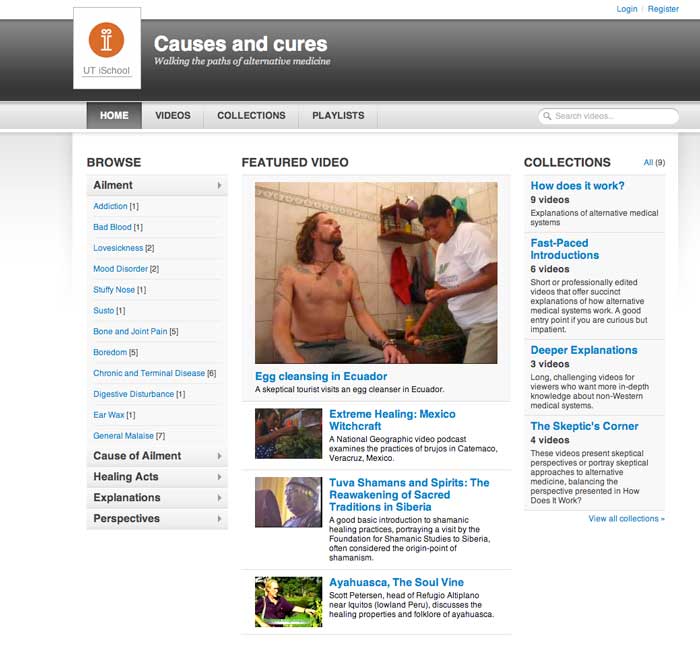 Login | Register
UT iSchool
Causes and cures
Walking the paths of alternative medicine
HOME
VIDEOS
COLLECTIONS
PLAYLISTS
Search videos...
BROWSE
Ailment
Addiction [1]
Bad Blood [1]
Lovesickness [2]
Mood Disorder [2]
Stuffy Nose [1]
Susto [1]
Bone and Joint Pain [5]
Boredom [5]
Chronic and Terminal Disease [6]
Digestive Disturbance [1]
Ear Wax [1]
General Malaise [7]
Cause of Ailment
Healing Acts
Explanations
Perspectives
FEATURED VIDEO
Egg cleansing in Ecuador
A skeptical tourist visits an egg cleanser in Ecuador.
Extreme Healing: Mexico
Witchcraft
A National Geographic video podcast
examines the practices of brujos in Catemaco,
Veracruz, Mexico.
Tuva Shamans and Spirits: The
Reawakening of Sacred
Traditions in Siberia
A good basic introduction to shamanic
healing practices, portraying a visit by the
Foundation for Shamanic Studies to Siberia,
often considered the origin-point of
shamanism.
Ayahuasca, The Soul Vine
Scott Petersen, head of Refugio Altiplano
near Iquitos (lowland Peru), discusses the
healing properties and folklore of ayahuasca.
COLLECTIONS
All (9)
How does it work?
9 videos
Explanations of alternative medical
systems
Fast-Paced
Introductions
6 videos
Short or professionally edited
videos that offer succinct
explanations of how alternative
medical systems work. A good
entry point if you are curious but
impatient.
Deeper Explanations
3 videos
Long, challenging videos for
viewers who want more in-depth
knowledge about non-Western
medical systems.
The Skeptic's Corner
4 videos
These videos present skeptical
perspectives or portray skeptical
approaches to alternative
medicine, balancing the
perspective presented in How
Does It Work?
View all collections »